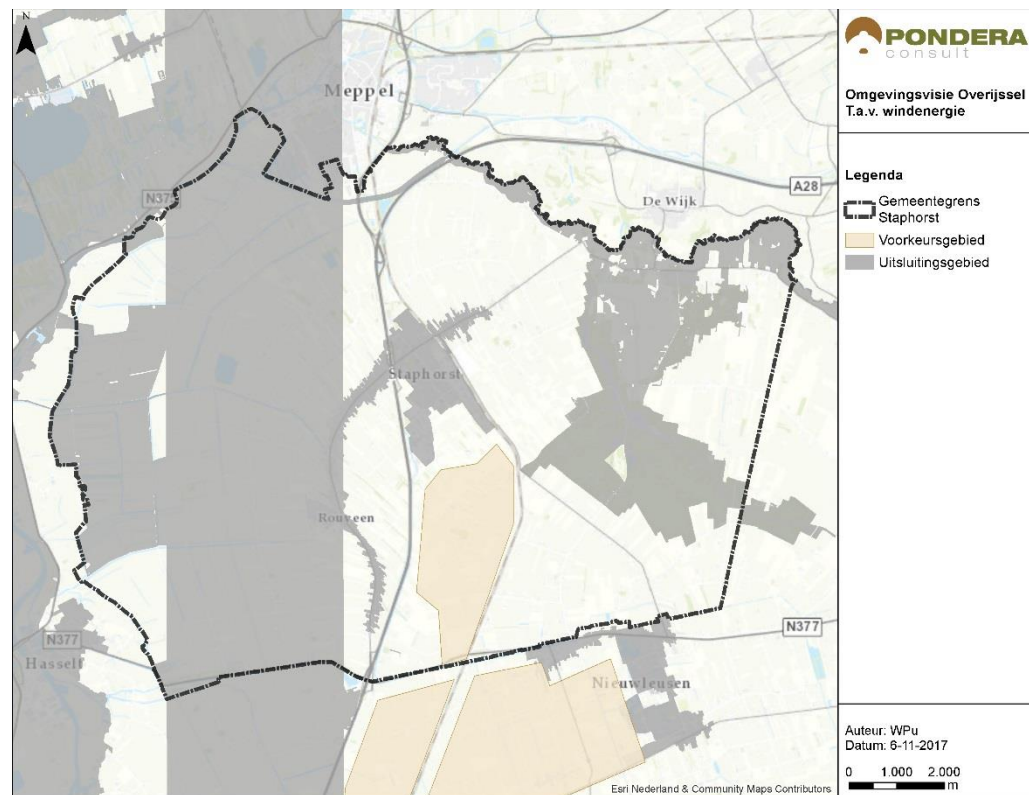 N
Meppel
A28
De Wijk
Staphorst
Rouveen
N377
N377
Hasselt
Nieuwleusen
Esri Nederland & Community Maps Contributors
PONDERA
consult
Omgevingsvisie Overijssel
T.a.v. windenergie
Legenda
Gemeentegrens
Staphorst
Voorkeursgebied
Uitsluitingsgebied
Auteur: WPu
Datum: 6-11-2017
0 1.000 2.000
m